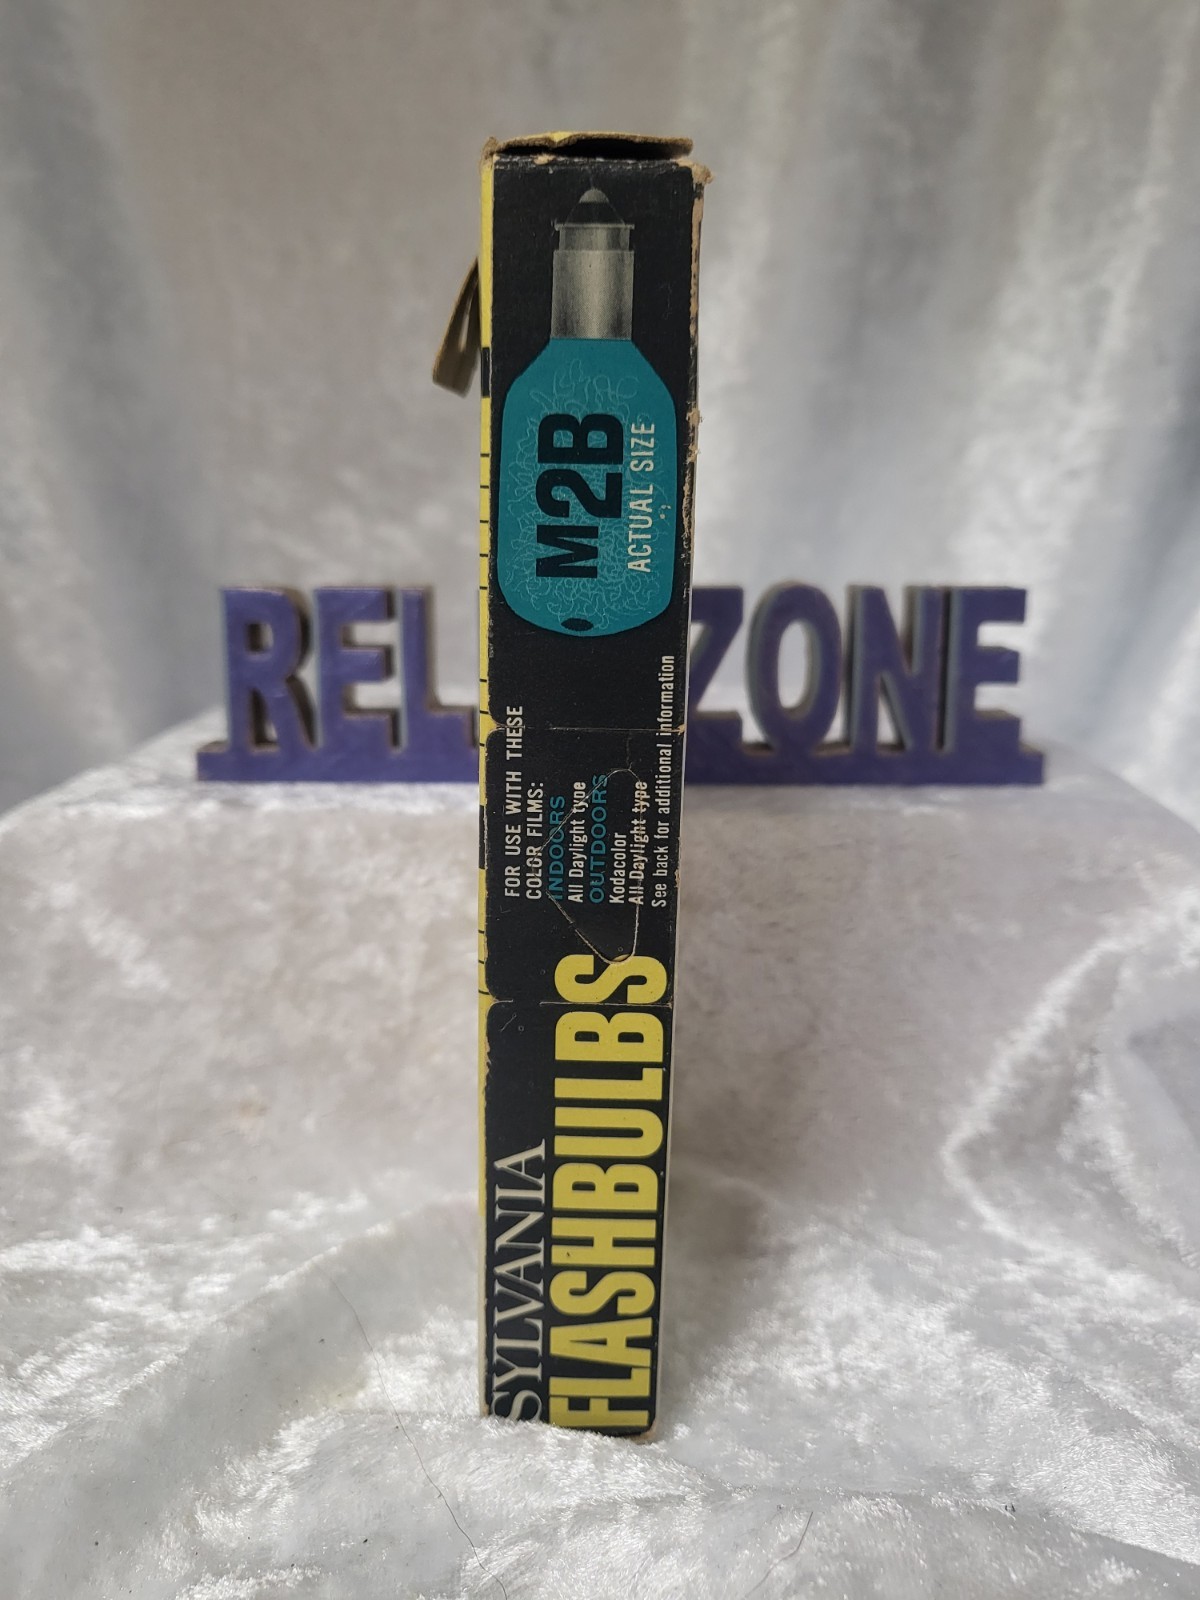 SYLVANIA
FLASHBULBS
FOR USE WITH THESE
COLOR FILMS:
INDOORS
All Daylight type
OUTDOORS
Kodacolor
All Daylight type
See back for additional information
M2B
ACTUAL SIZE
REL ZONE